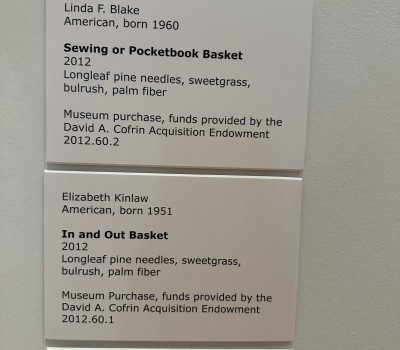 Linda F. Blake
American, born 1960
Sewing or Pocketbook Basket
2012
Longleaf pine needles, sweetgrass,
bulrush, palm fiber
Museum purchase, funds provided by the
David A. Cofrin Acquisition Endowment
2012.60.2
Elizabeth Kinlaw
American, born 1951
In and Out Basket
2012
Longleaf pine needles, sweetgrass,
bulrush, palm fiber
Museum Purchase, funds provided by the
David A. Cofrin Acquisition Endowment
2012.60.1